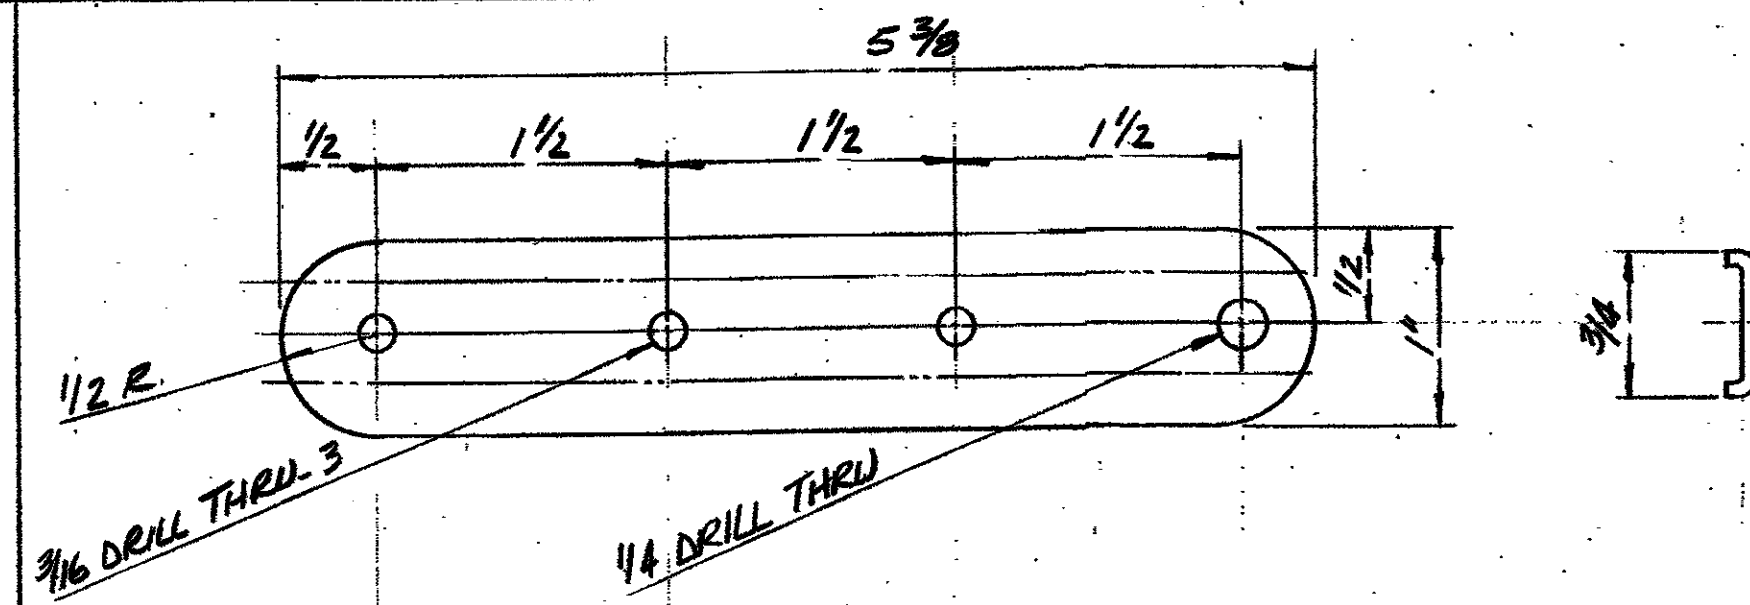 5 3/8
1/2
1 1/2
1 1/2
1 1/2
1/2
1"
3/4
1/2 R.
3/16 DRILL THRU-3
1/4 DRILL THRU